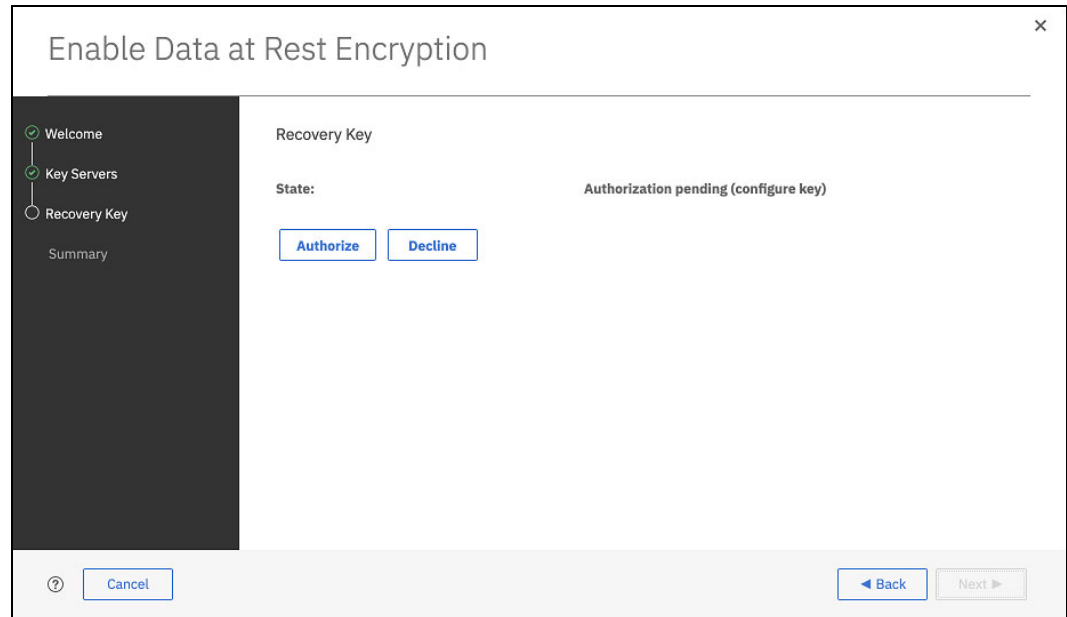 Enable Data at Rest Encryption
×
Welcome
Key Servers
Recovery Key
Summary
Recovery Key
State: Authorization pending (configure key)
Authorize Decline
? Cancel ◄ Back Next ►